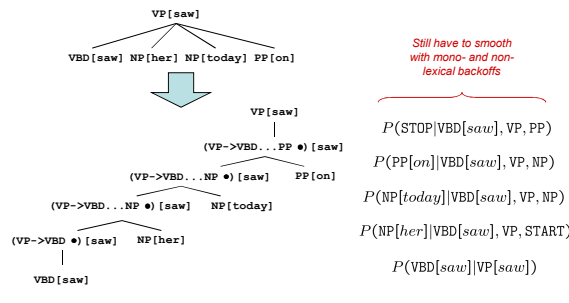 VP[saw]
VBD[saw] NP[her] NP[today] PP[on]
VP[saw]
(VP->VBD...PP •)[saw]
(VP->VBD...NP •)[saw] PP[on]
(VP->VBD...NP •)[saw] NP[today]
(VP->VBD •)[saw] NP[her]
VBD[saw]
Still have to smooth
with mono- and non-
lexical backoffs
P(STOP|VBD[saw], VP, PP)
P(PP[on]|VBD[saw], VP, NP)
P(NP[today]|VBD[saw], VP, NP)
P(NP[her]|VBD[saw], VP, START)
P(VBD[saw]|VP[saw])